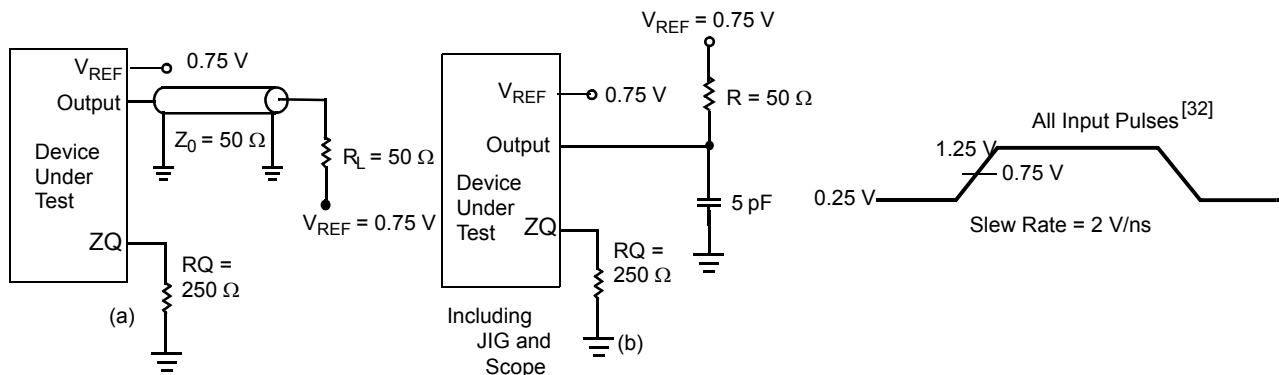 V_REF 0.75 V
Output
Z_0 = 50 Ω
Device
Under
Test
R_L = 50 Ω
V_REF = 0.75 V
ZQ
RQ =
250 Ω
(a)
V_REF = 0.75 V
R = 50 Ω
V_REF 0.75 V
Output
Device
Under
Test
5 pF
ZQ
RQ =
250 Ω
Including
JIG and
Scope
(b)
All Input Pulses[32]
1.25 V
0.75 V
0.25 V
Slew Rate = 2 V/ns